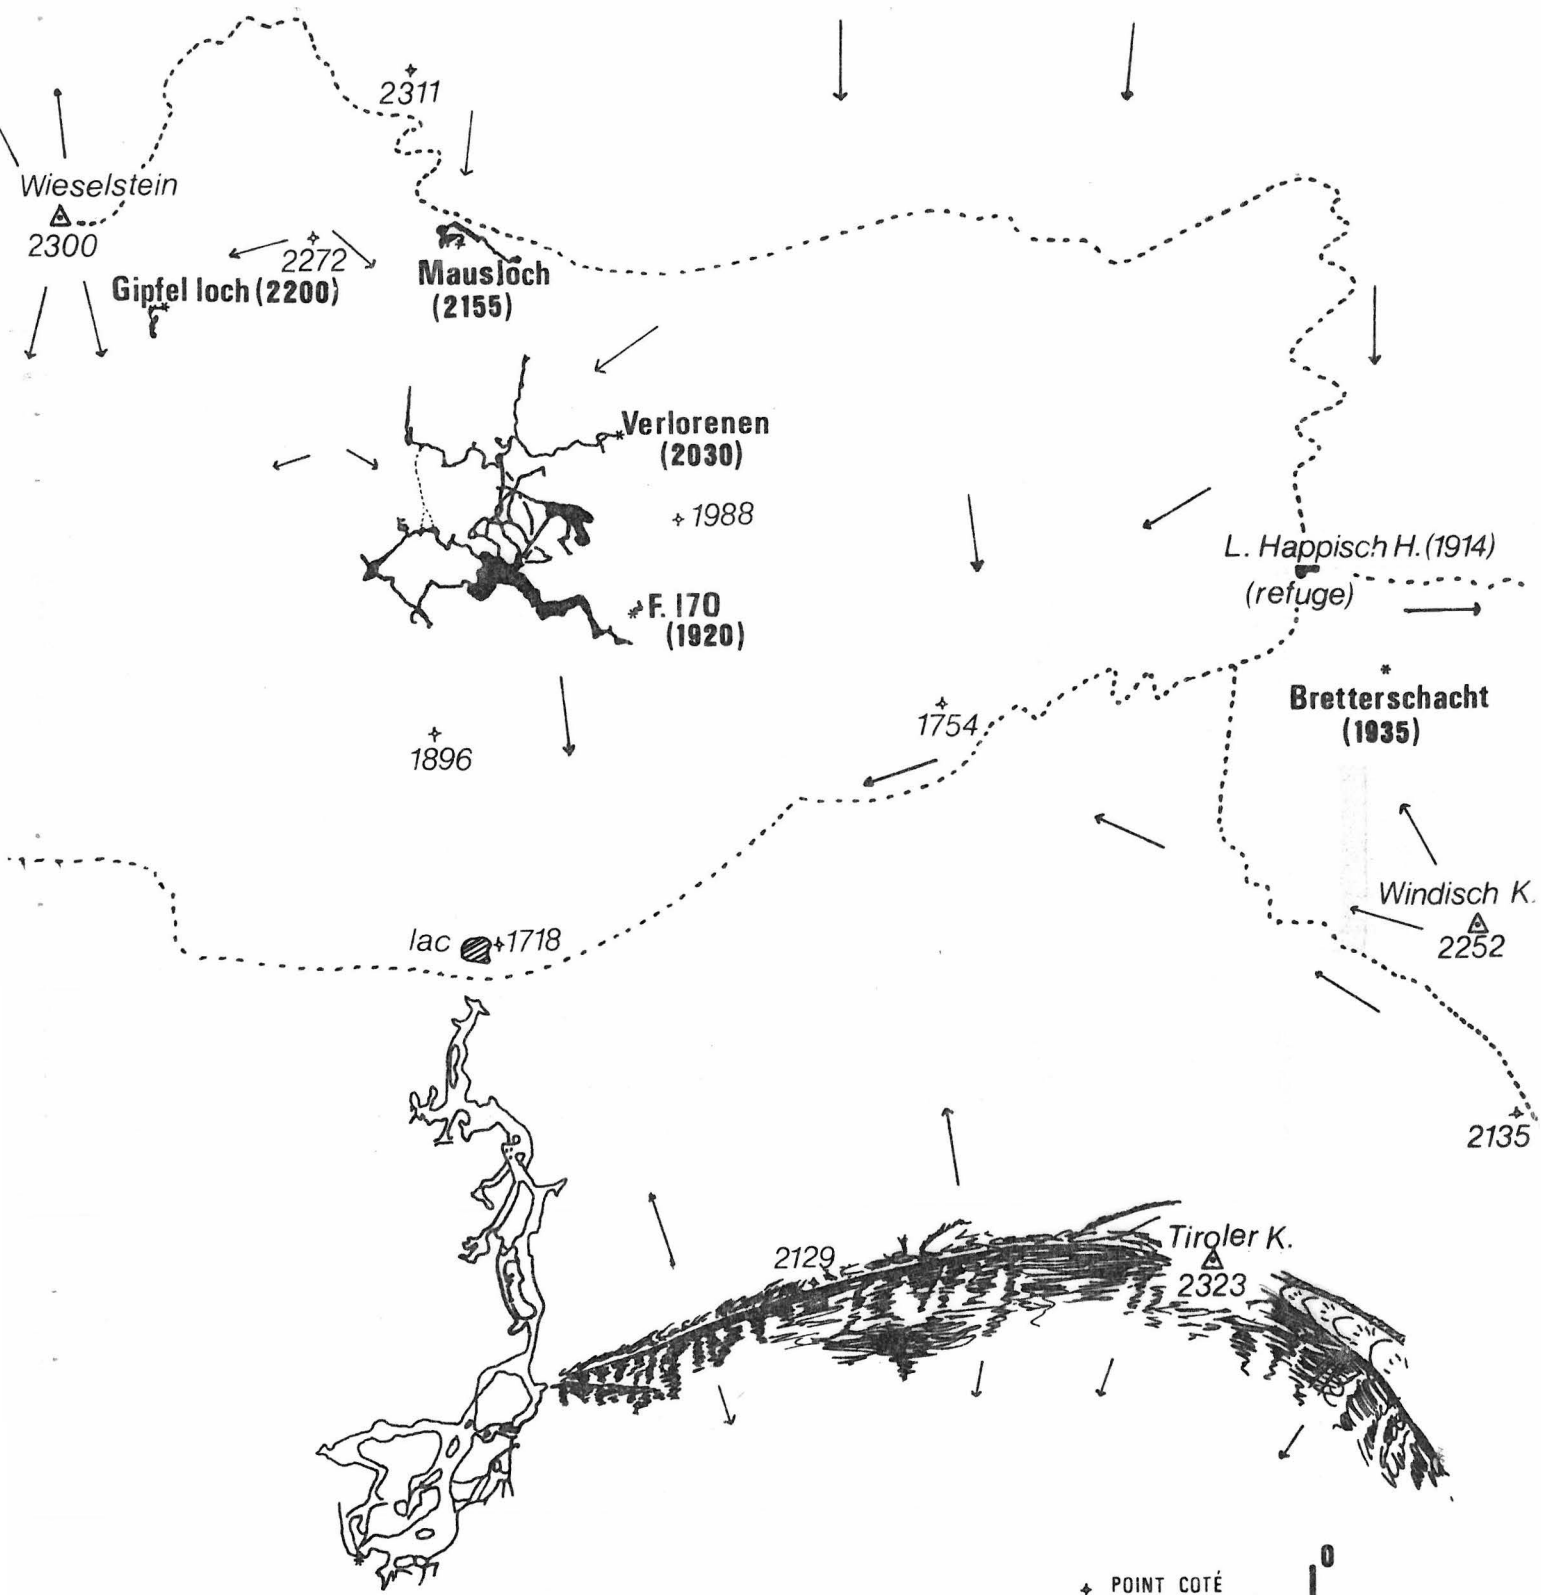 2311
Wieselstein
2300
2272
Gipfel loch (2200)
Mausloch
(2155)
Verlorenen
(2030)
1988
L. Happisch H. (1914)
(refuge)
F. 170
(1920)
Bretterschacht
(1935)
1754
1896
Windisch K.
2252
lac
1718
2135
Tiroler K.
2129
2323
0
POINT COTÉ